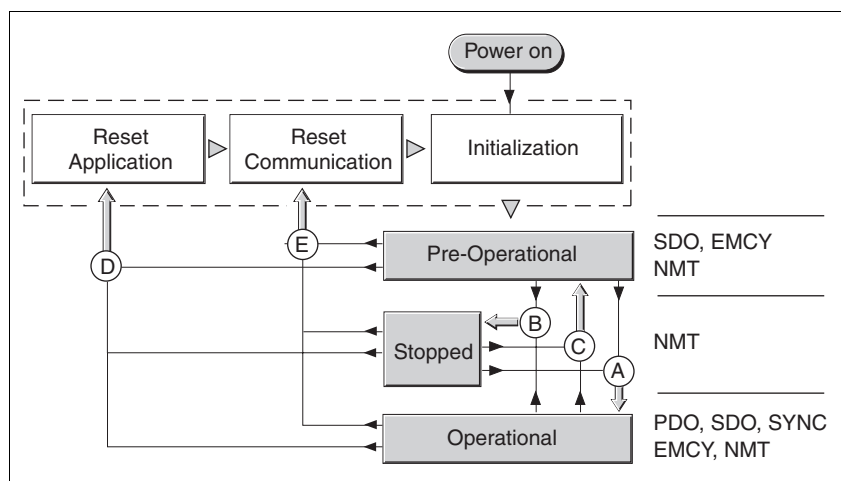 Power on
Reset
Application
Reset
Communication
Initialization
E
D
Pre-Operational
SDO, EMCY
NMT
B
C
Stopped
NMT
A
Operational
PDO, SDO, SYNC
EMCY, NMT